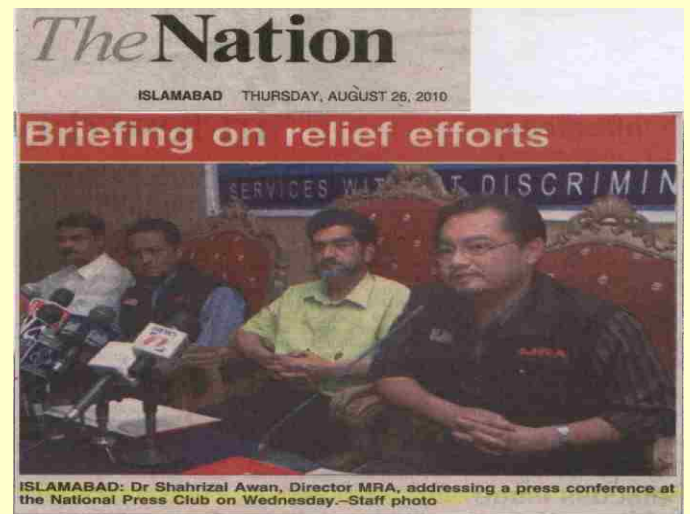 The Nation
ISLAMABAD THURSDAY, AUGUST 26, 2010
Briefing on relief efforts
SERVICES DISCRIMIN
ISLAMABAD: Dr Shahrizal Awan, Director MRA, addressing a press conference at
the National Press Club on Wednesday.–Staff photo